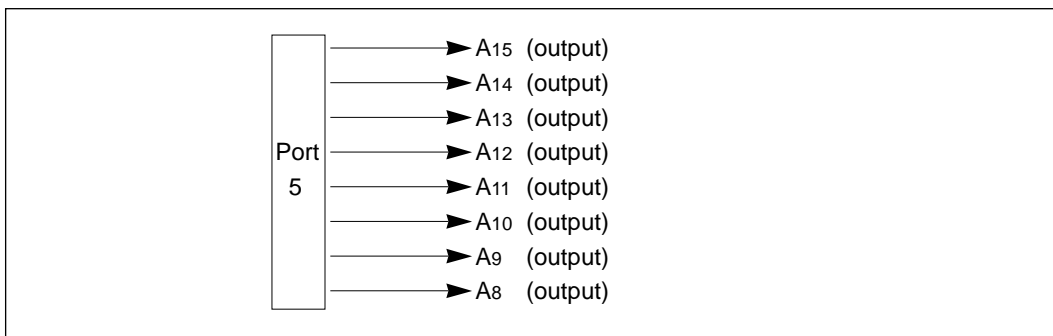 A15 (output)
A14 (output)
A13 (output)
Port
A12 (output)
5
A11 (output)
A10 (output)
A9 (output)
A8 (output)